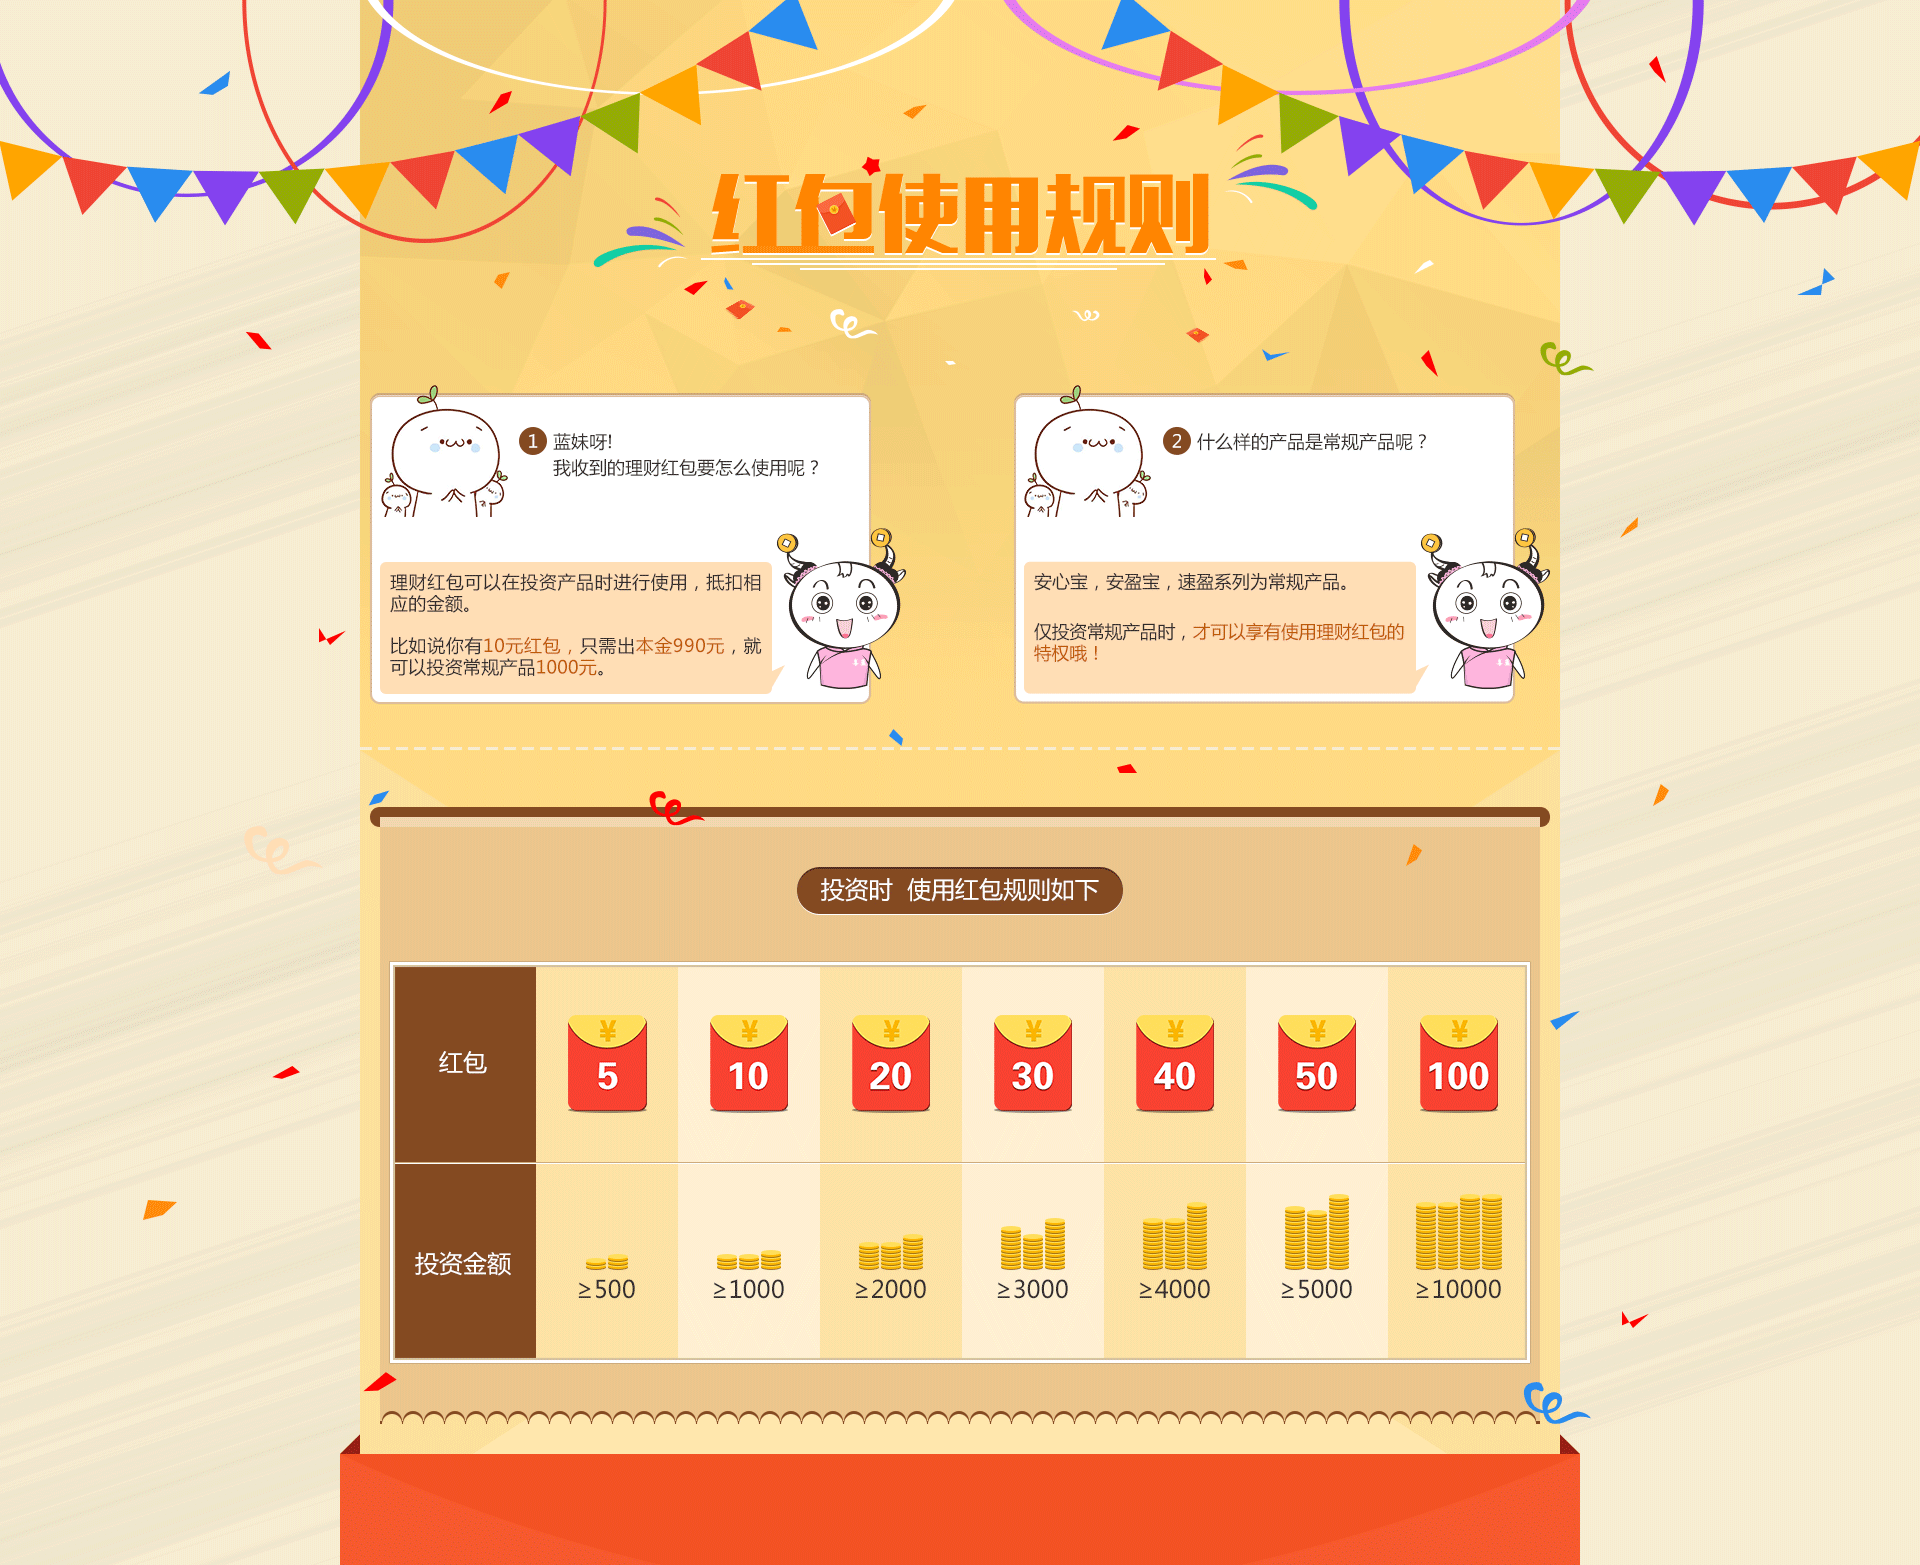 红包使用规则
1 蓝妹呀!
我收到的理财红包要怎么使用呢？
理财红包可以在投资产品时进行使用，抵扣相
应的金额。
比如说你有10元红包，只需出本金990元，就
可以投资常规产品1000元。
2 什么样的产品是常规产品呢？
安心宝，安盈宝，速盈系列为常规产品。
仅投资常规产品时，才可以享有使用理财红包的
特权哦！
投资时 使用红包规则如下
红包
¥ ¥ ¥ ¥ ¥ ¥ ¥
5 10 20 30 40 50 100
投资金额
≥500 ≥1000 ≥2000 ≥3000 ≥4000 ≥5000 ≥10000